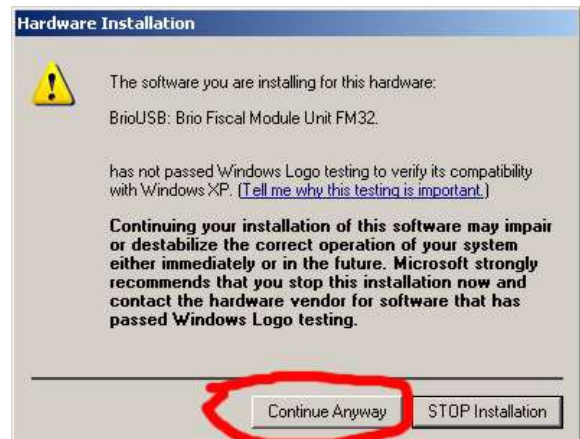 Hardware Installation
The software you are installing for this hardware:
BrioUSB: Brio Fiscal Module Unit FM32.
has not passed Windows Logo testing to verify its compatibility
with Windows XP. (Tell me why this testing is important.)
Continuing your installation of this software may impair
or destabilize the correct operation of your system
either immediately or in the future. Microsoft strongly
recommends that you stop this installation now and
contact the hardware vendor for software that has
passed Windows Logo testing.
Continue Anyway
STOP Installation